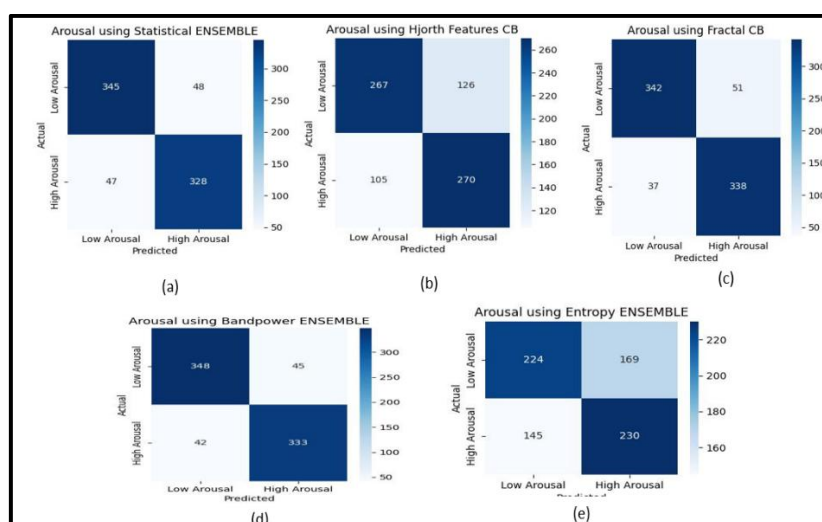 Arousal using Statistical ENSEMBLE
Low Arousal
345
48
300
250
200
150
100
50
Actual
High Arousal
47
328
Low Arousal
High Arousal
Predicted
(a)
Arousal using Hjorth Features CB
Low Arousal
267
126
260
240
220
200
180
160
140
120
Actual
High Arousal
105
270
Low Arousal
High Arousal
Predicted
(b)
Arousal using Fractal CB
Low Arousal
342
51
300
250
200
150
100
50
Actual
High Arousal
37
338
Low Arousal
High Arousal
Predicted
(c)
Arousal using Bandpower ENSEMBLE
Low Arousal
348
45
300
250
200
150
100
50
Actual
High Arousal
42
333
Low Arousal
High Arousal
Predicted
(d)
Arousal using Entropy ENSEMBLE
Low Arousal
224
169
220
200
180
160
Actual
High Arousal
145
230
Low Arousal
High Arousal
(e)